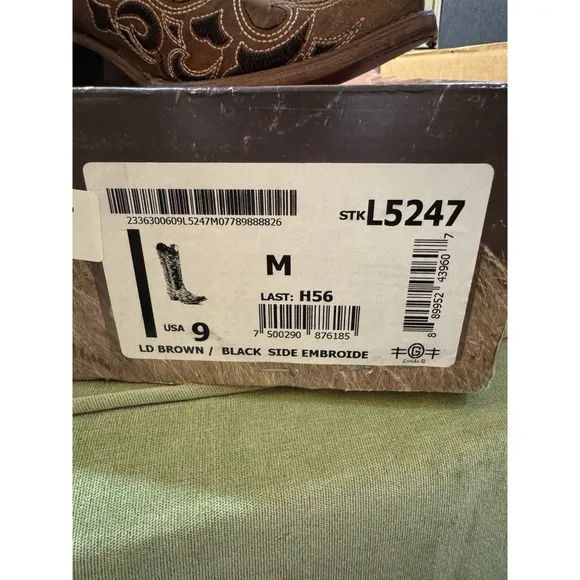 2336300609L5247M07789888826
STK L5247
M
LAST: H56
USA 9
7 500290 876185
8 89952 43960 7
LD BROWN / BLACK SIDE EMBROIDE
G
Circle G